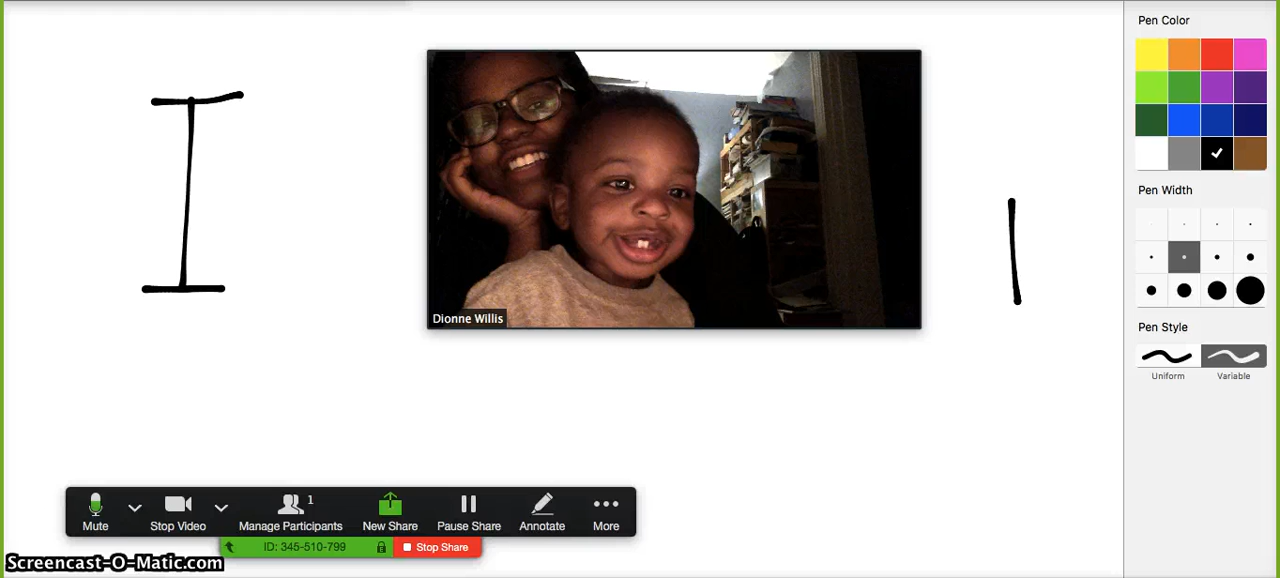 Pen Color
I
l
Pen Width
Dionne Willis
Pen Style
Uniform Variable
1
Mute Stop Video Manage Participants New Share Pause Share Annotate More
ID: 345-510-799 Stop Share
Screencast-O-Matic.com